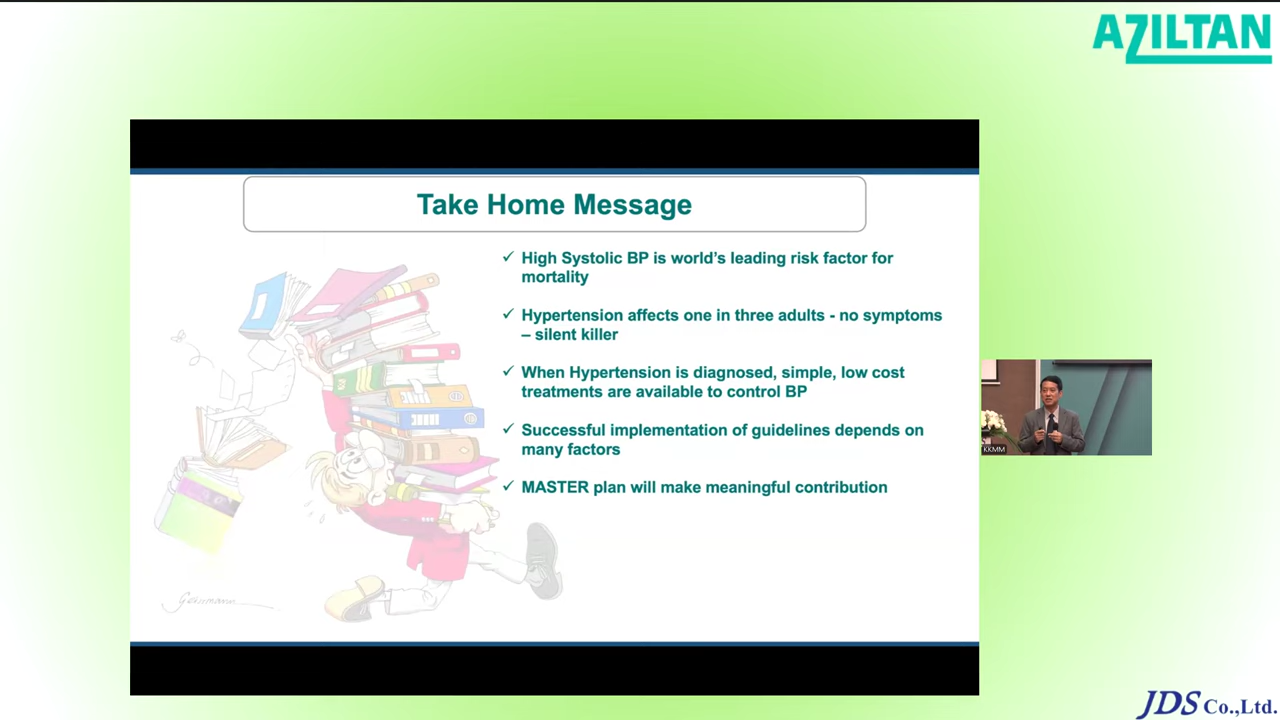 AZILTAN
Take Home Message
✓ High Systolic BP is world’s leading risk factor for
mortality
✓ Hypertension affects one in three adults - no symptoms
– silent killer
✓ When Hypertension is diagnosed, simple, low cost
treatments are available to control BP
✓ Successful implementation of guidelines depends on
many factors
✓ MASTER plan will make meaningful contribution
KKMM
JDS Co.,Ltd.